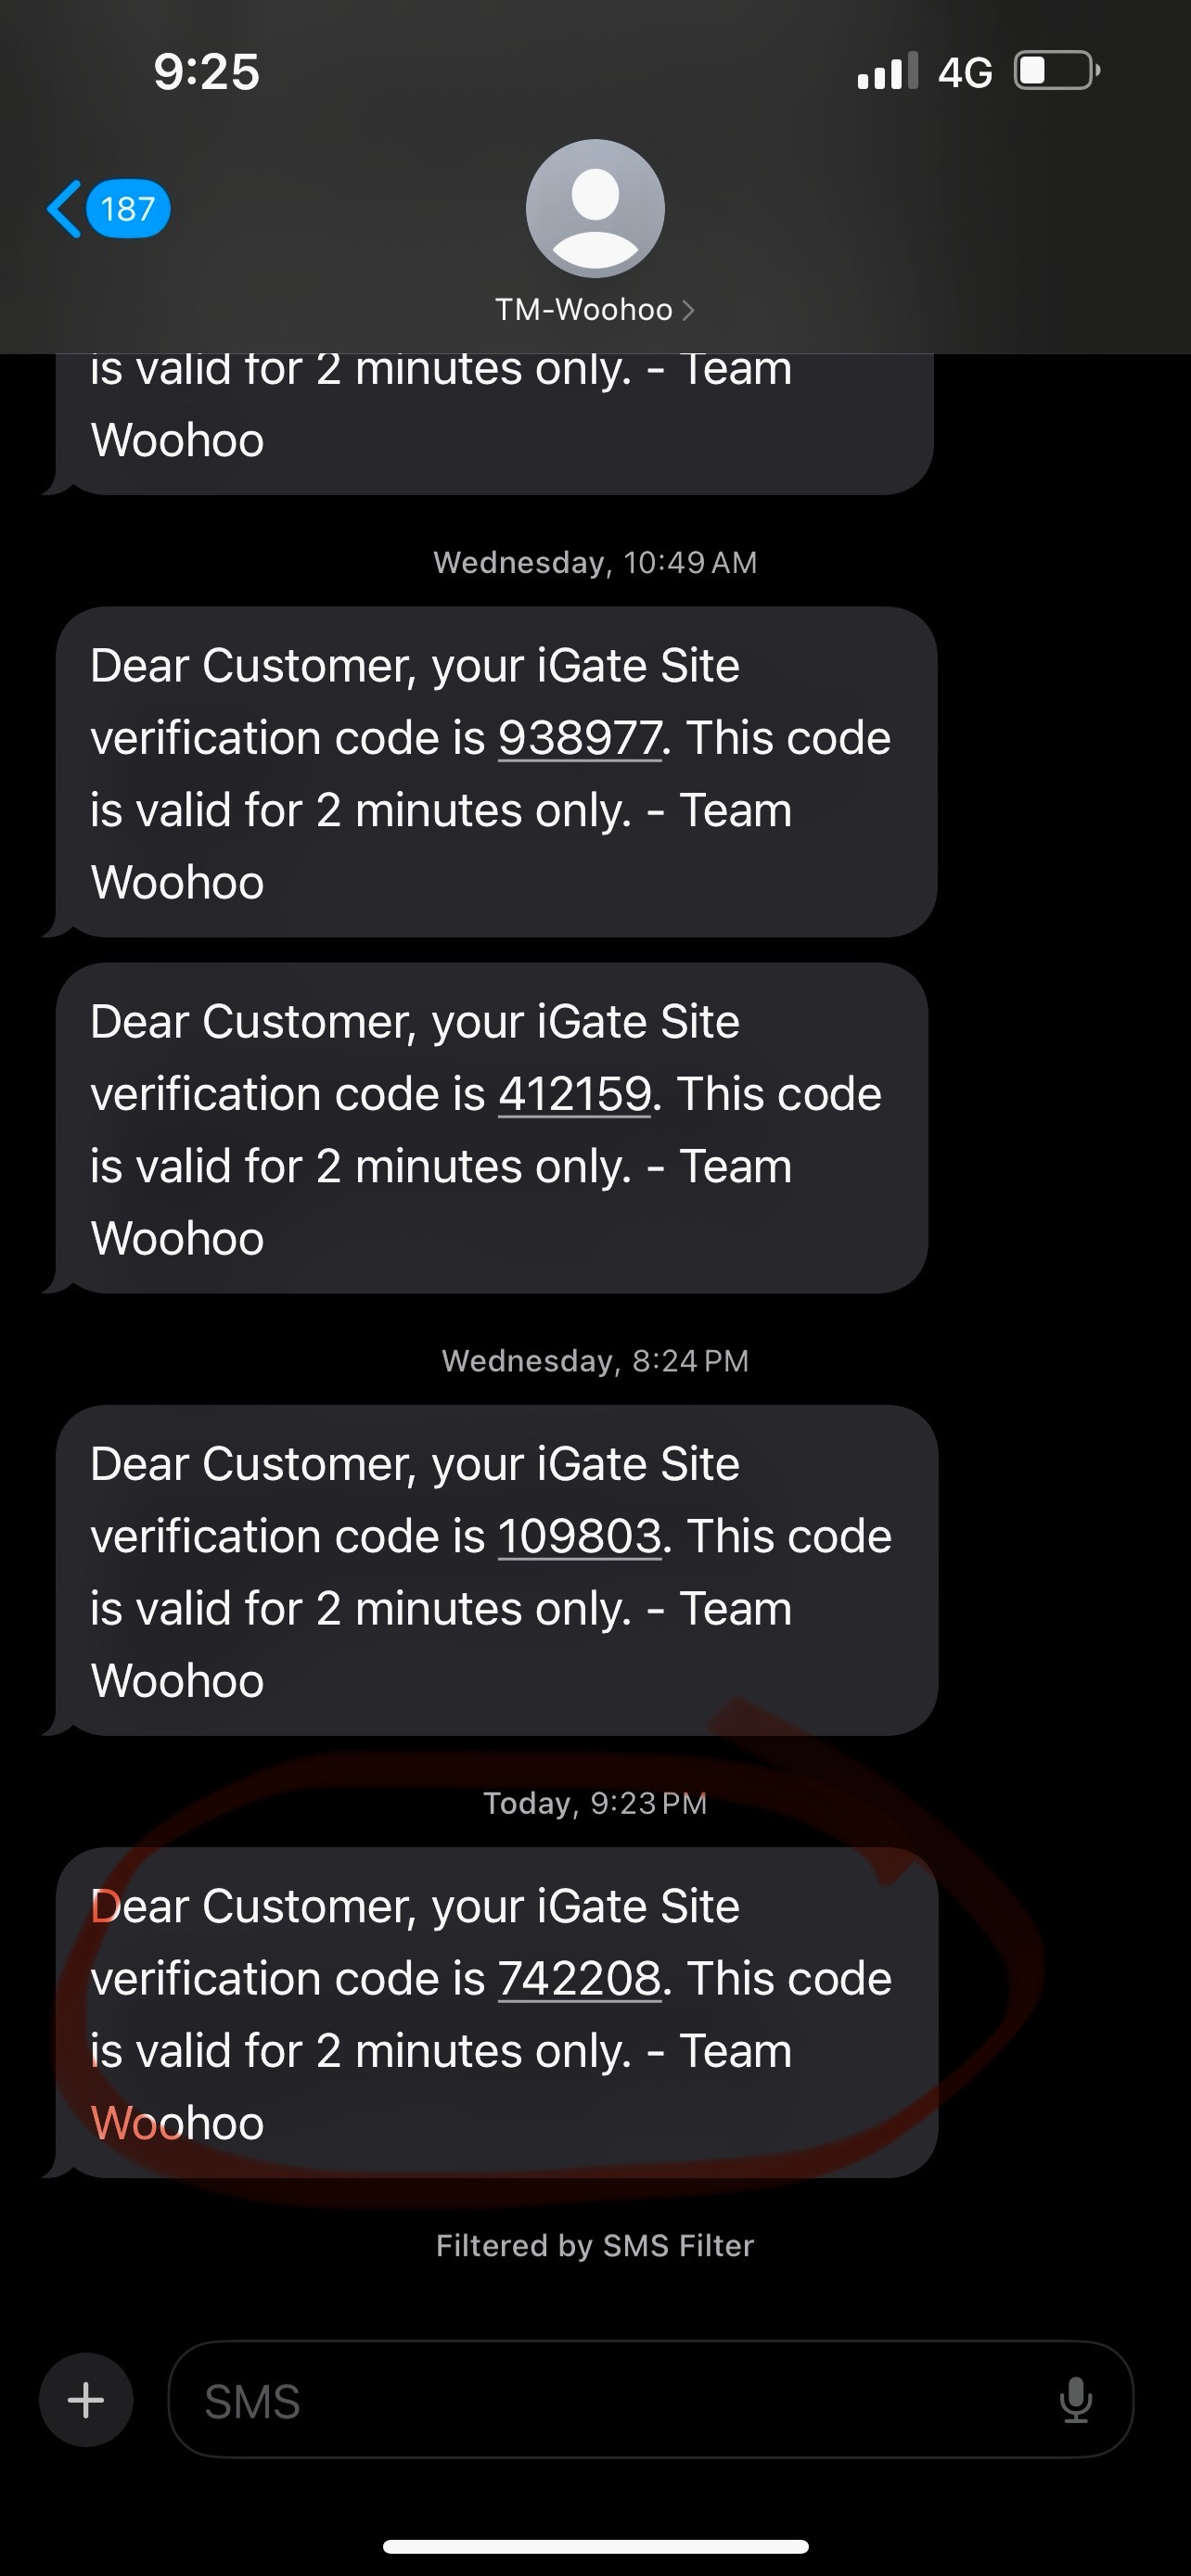 9:25
4G
187
TM-Woohoo
is valid for 2 minutes only. - Team
Woohoo
Wednesday, 10:49 AM
Dear Customer, your iGate Site
verification code is 938977. This code
is valid for 2 minutes only. - Team
Woohoo
Dear Customer, your iGate Site
verification code is 412159. This code
is valid for 2 minutes only. - Team
Woohoo
Wednesday, 8:24 PM
Dear Customer, your iGate Site
verification code is 109803. This code
is valid for 2 minutes only. - Team
Woohoo
Today, 9:23 PM
Dear Customer, your iGate Site
verification code is 742208. This code
is valid for 2 minutes only. - Team
Woohoo
Filtered by SMS Filter
SMS